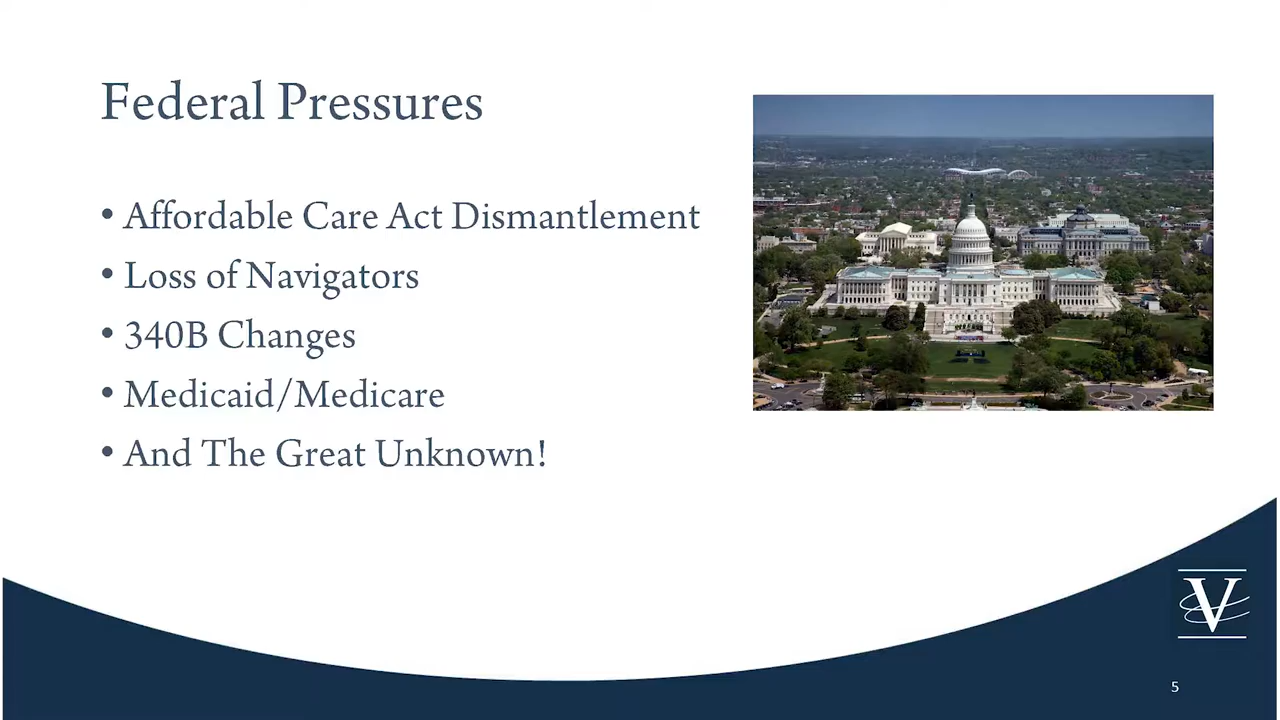 Federal Pressures
• Affordable Care Act Dismantlement
• Loss of Navigators
• 340B Changes
• Medicaid/Medicare
• And The Great Unknown!
V
5